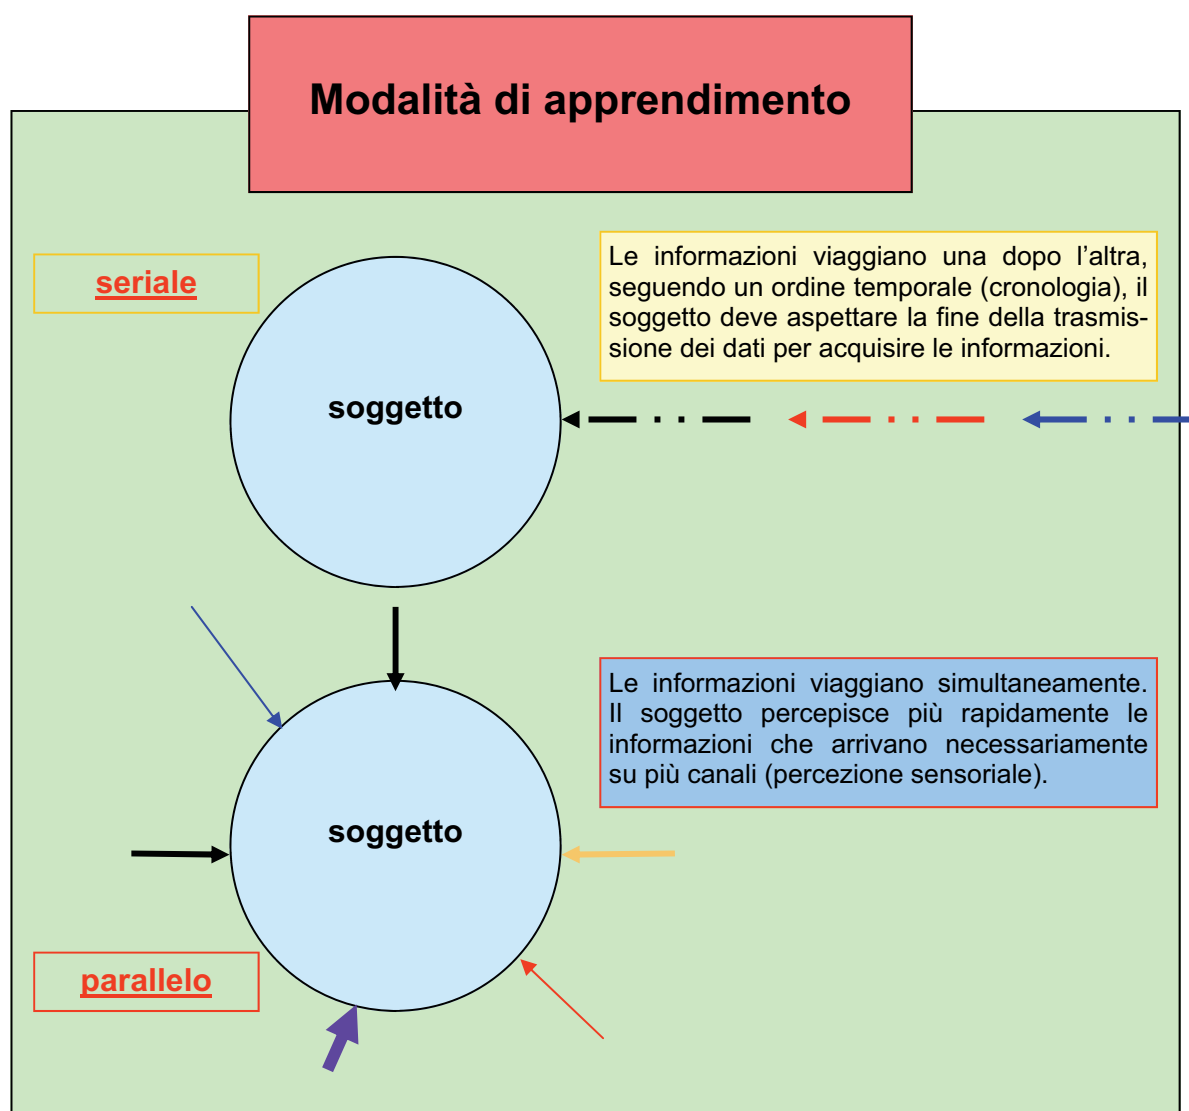 Modalità di apprendimento
seriale
Le informazioni viaggiano una dopo l'altra,
seguendo un ordine temporale (cronologia), il
soggetto deve aspettare la fine della trasmis-
sione dei dati per acquisire le informazioni.
soggetto
Le informazioni viaggiano simultaneamente.
Il soggetto percepisce più rapidamente le
informazioni che arrivano necessariamente
su più canali (percezione sensoriale).
soggetto
parallelo